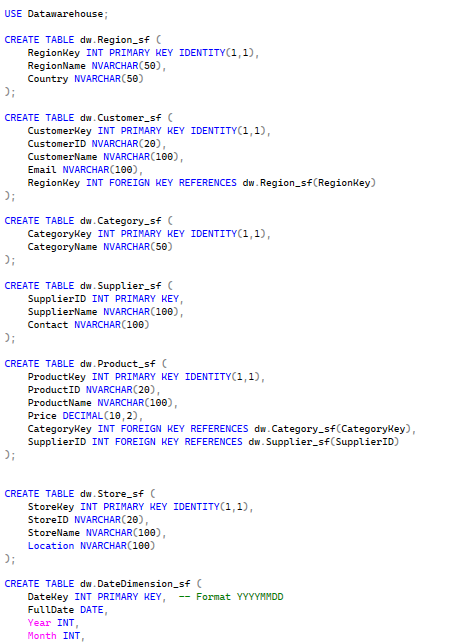 USE Datawarehouse;
CREATE TABLE dw.Region_sf (
RegionKey INT PRIMARY KEY IDENTITY(1,1),
RegionName NVARCHAR(50),
Country NVARCHAR(50)
);
CREATE TABLE dw.Customer_sf (
CustomerKey INT PRIMARY KEY IDENTITY(1,1),
CustomerID NVARCHAR(20),
CustomerName NVARCHAR(100),
Email NVARCHAR(100),
RegionKey INT FOREIGN KEY REFERENCES dw.Region_sf(RegionKey)
);
CREATE TABLE dw.Category_sf (
CategoryKey INT PRIMARY KEY IDENTITY(1,1),
CategoryName NVARCHAR(50)
);
CREATE TABLE dw.Supplier_sf (
SupplierID INT PRIMARY KEY,
SupplierName NVARCHAR(100),
Contact NVARCHAR(100)
);
CREATE TABLE dw.Product_sf (
ProductKey INT PRIMARY KEY IDENTITY(1,1),
ProductID NVARCHAR(20),
ProductName NVARCHAR(100),
Price DECIMAL(10,2),
CategoryKey INT FOREIGN KEY REFERENCES dw.Category_sf(CategoryKey),
SupplierID INT FOREIGN KEY REFERENCES dw.Supplier_sf(SupplierID)
);
CREATE TABLE dw.Store_sf (
StoreKey INT PRIMARY KEY IDENTITY(1,1),
StoreID NVARCHAR(20),
StoreName NVARCHAR(100),
Location NVARCHAR(100)
);
CREATE TABLE dw.DateDimension_sf (
DateKey INT PRIMARY KEY, -- Format YYYYMMDD
FullDate DATE,
Year INT,
Month INT,